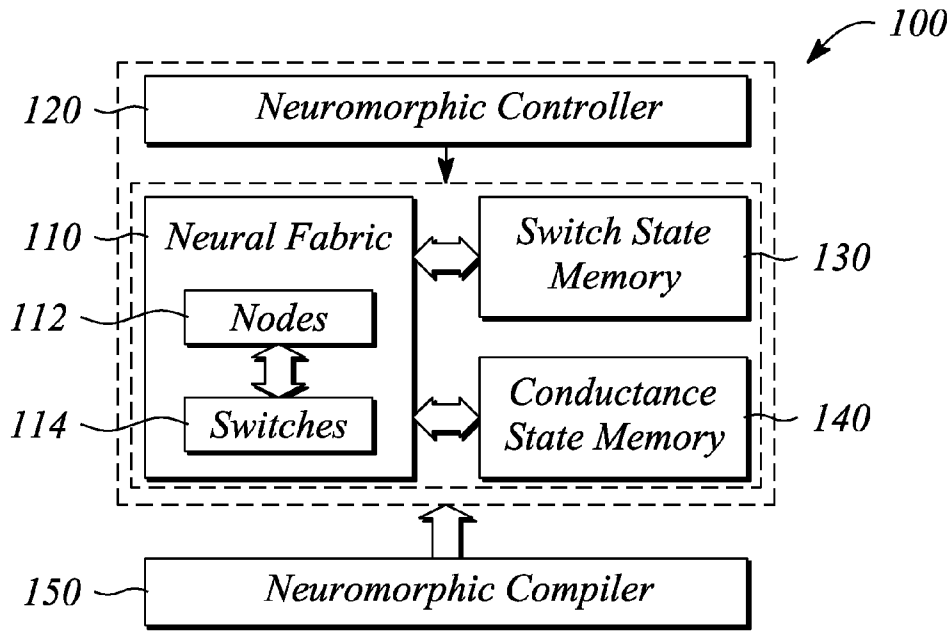 100
120
Neuromorphic Controller
110
Neural Fabric
Switch State
Memory
130
112
Nodes
114
Switches
Conductance
State Memory
140
150
Neuromorphic Compiler